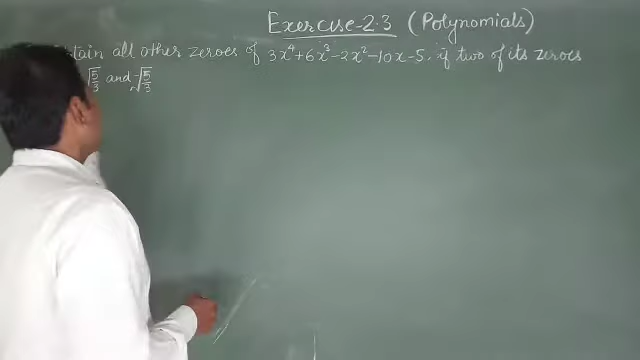 Exercise-2.3 (Polynomials)
tain all other zeroes of 3x⁴+6x³-2x²-10x-5, if two of its zeroes
√5/3 and -√5/3